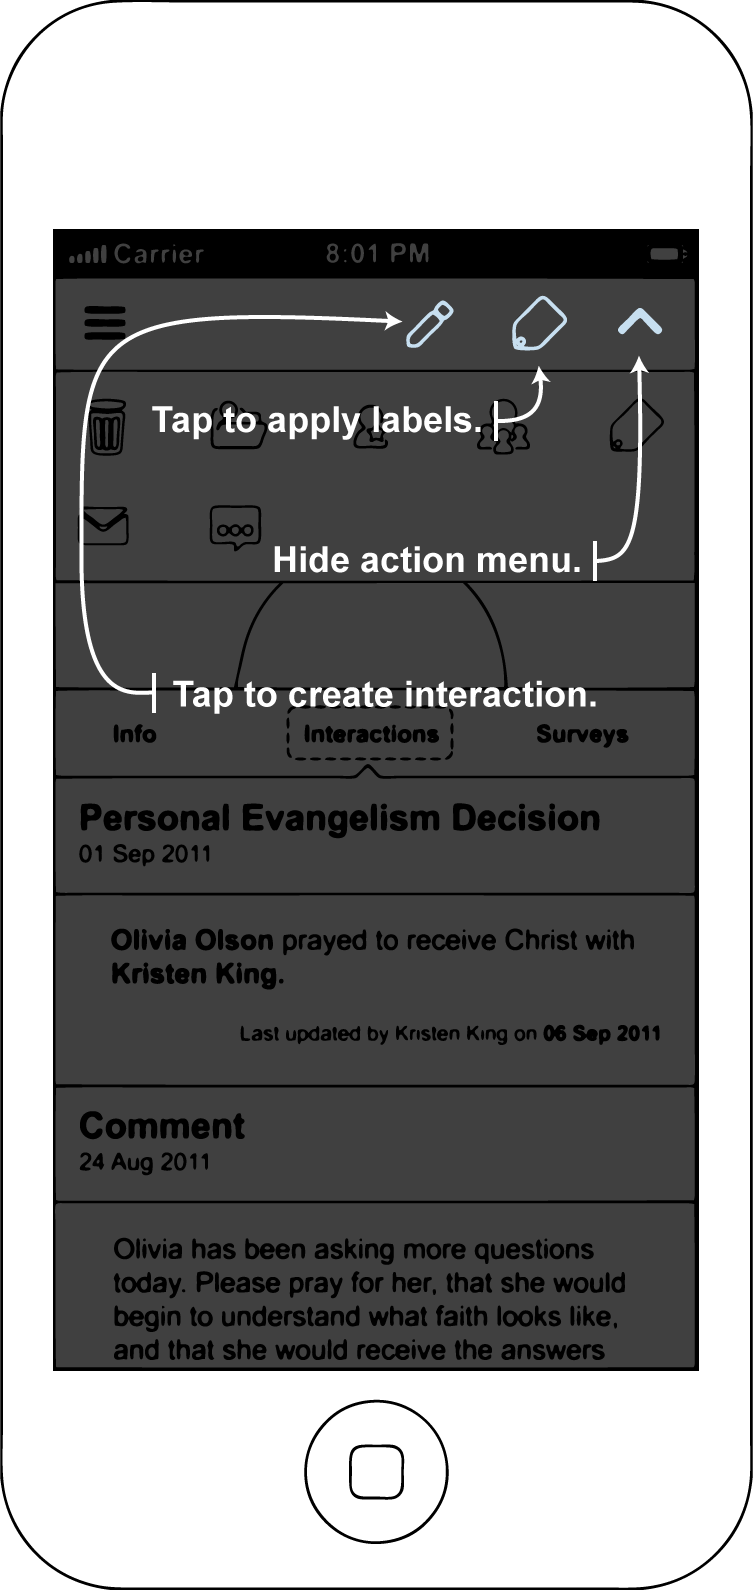 Carrier 8:01 PM
Tap to apply labels.
Hide action menu.
Tap to create interaction.
Info Interactions Surveys
Personal Evangelism Decision
01 Sep 2011
Olivia Olson prayed to receive Christ with
Kristen King.
Last updated by Kristen King on 06 Sep 2011
Comment
24 Aug 2011
Olivia has been asking more questions
today. Please pray for her, that she would
begin to understand what faith looks like,
and that she would receive the answers